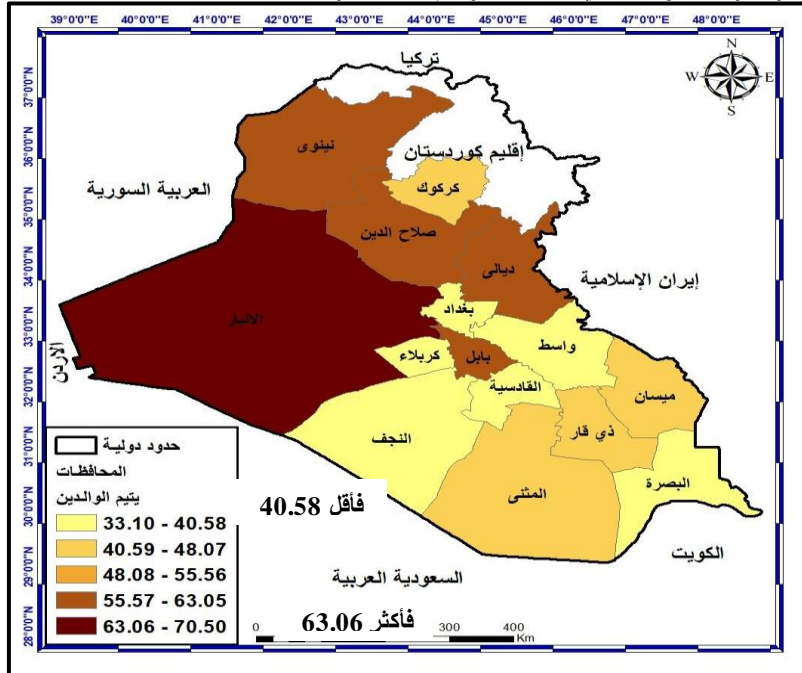 39°0'0"E 41°0'0"E 42°0'0"E 43°0'0"E 44°0'0"E 45°0'0"E 46°0'0"E 47°0'0"E 48°0'0"E
37°0'0"N
36°0'0"N
35°0'0"N
34°0'0"N
33°0'0"N
32°0'0"N
31°0'0"N
30°0'0"N
29°0'0"N
28°0'0"N
N
W E
S
تركيا
نينوى
إقليم كوردستان
كركوك
العربية السورية
صلاح الدين
ديالى
إيران الإسلامية
بغداد
الانبار
واسط
كربلاء
بابل
الاردن
القادسية
ميسان
النجف
ذي قار
البصرة
المثنى
الكويت
السعودية العربية
حدود دولية
المحافظات
يتيم الوالدين
33.10 - 40.58
40.59 - 48.07
48.08 - 55.56
55.57 - 63.05
63.06 - 70.50
40.58 فأقل
63.06 فأكثر
0 300 400
Km